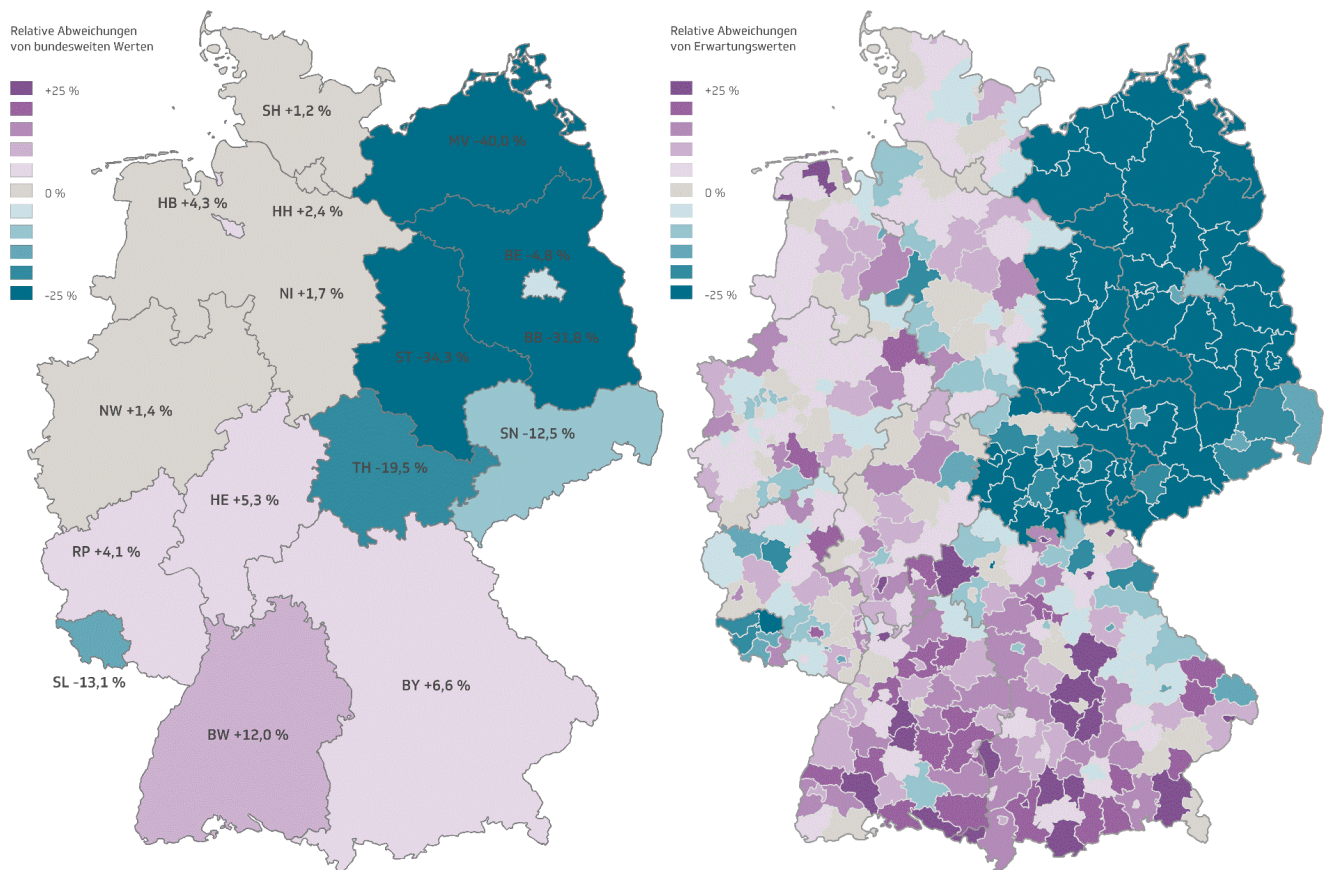 Relative Abweichungen
von bundesweiten Werten
+25 %
0 %
-25 %
SH +1,2 %
MV -40,0 %
HB +4,3 %
HH +2,4 %
BE -4,8 %
NI +1,7 %
BB -31,8 %
ST -34,3 %
NW +1,4 %
SN -12,5 %
TH -19,5 %
HE +5,3 %
RP +4,1 %
SL -13,1 %
BY +6,6 %
BW +12,0 %
Relative Abweichungen
von Erwartungswerten
+25 %
0 %
-25 %